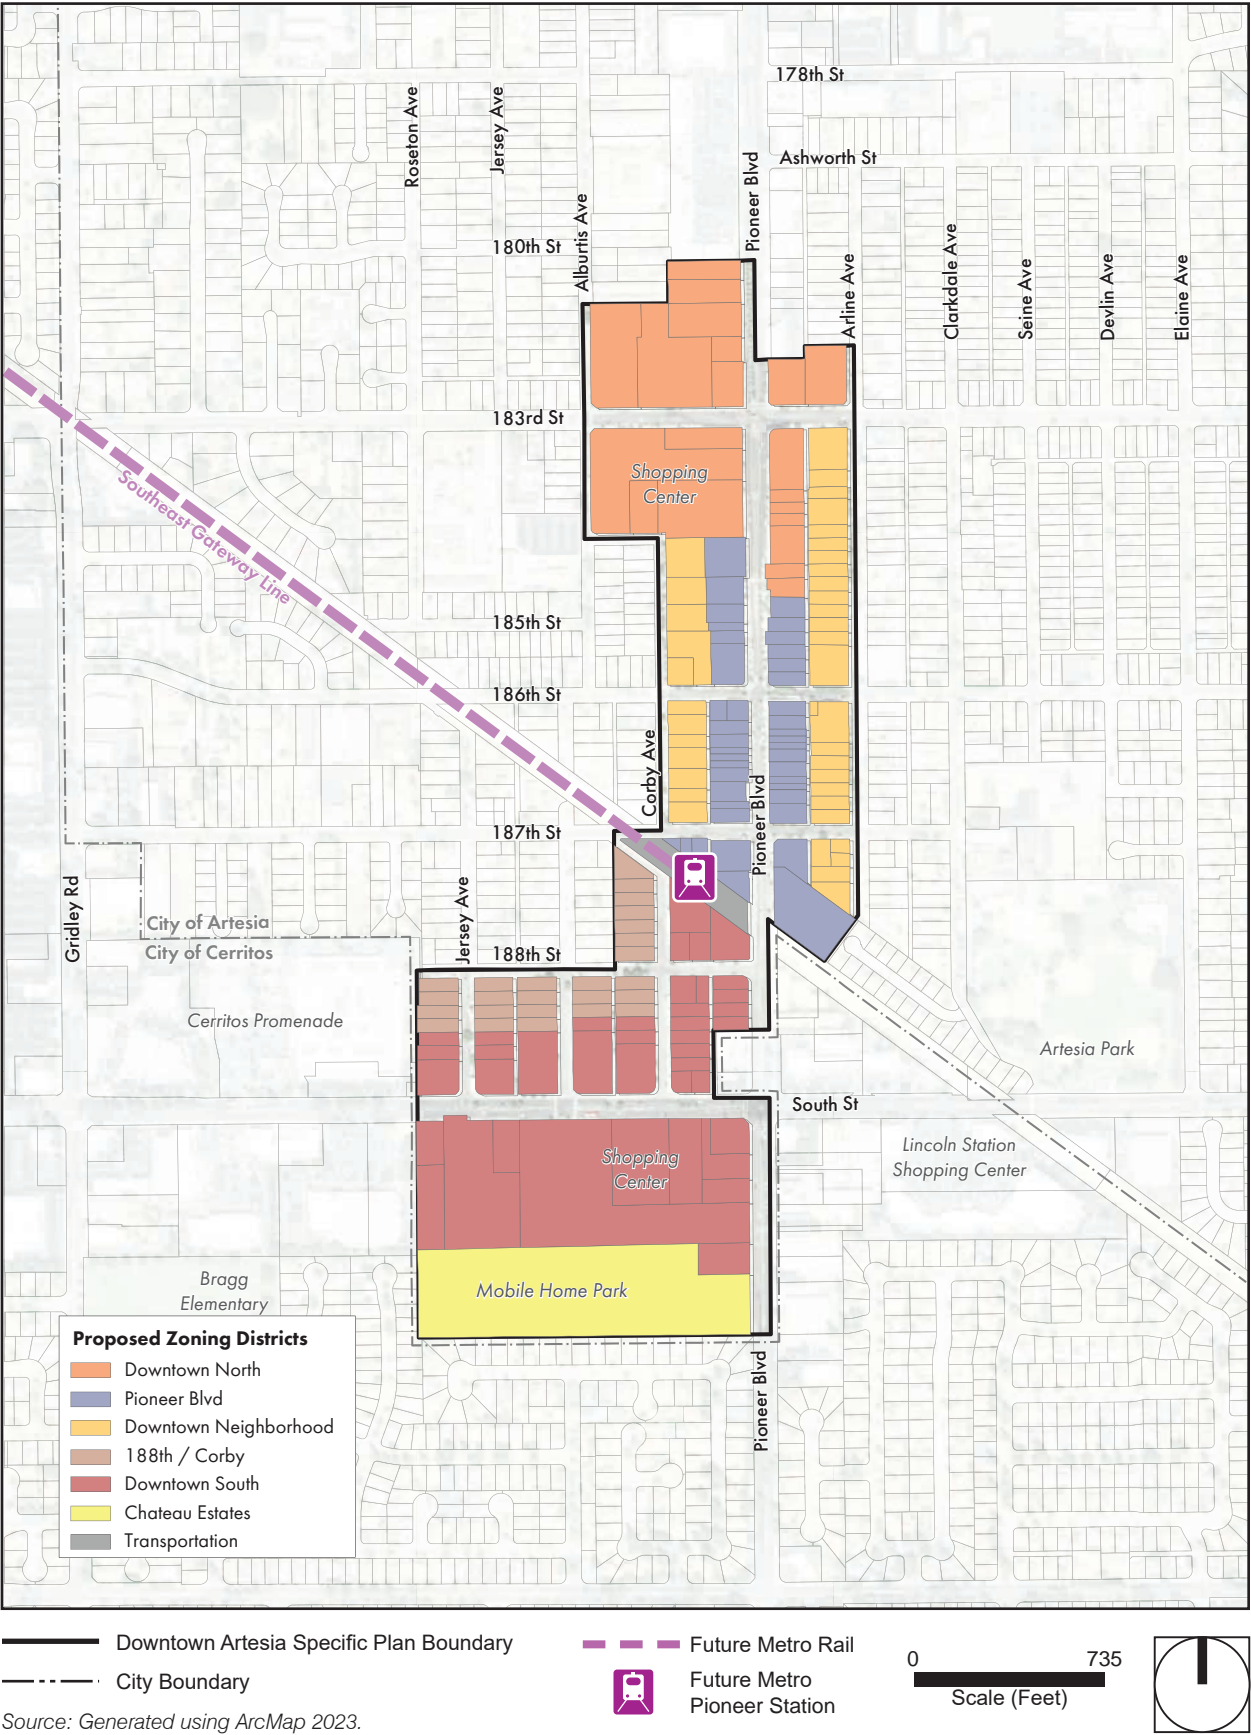 178th St
Ashworth St
Roseton Ave
Jersey Ave
Pioneer Blvd
Alburtis Ave
180th St
Arline Ave
Clarkdale Ave
Seine Ave
Devlin Ave
Elaine Ave
183rd St
Shopping
Center
Southeast Gateway Line
185th St
186th St
Corby Ave
187th St
Pioneer Blvd
Gridley Rd
Jersey Ave
City of Artesia
City of Cerritos
188th St
Cerritos Promenade
Artesia Park
South St
Lincoln Station
Shopping Center
Shopping
Center
Bragg
Elementary
Mobile Home Park
Pioneer Blvd
Proposed Zoning Districts
Downtown North
Pioneer Blvd
Downtown Neighborhood
188th / Corby
Downtown South
Chateau Estates
Transportation
Downtown Artesia Specific Plan Boundary
City Boundary
Future Metro Rail
Future Metro
Pioneer Station
0 735
Scale (Feet)
Source: Generated using ArcMap 2023.